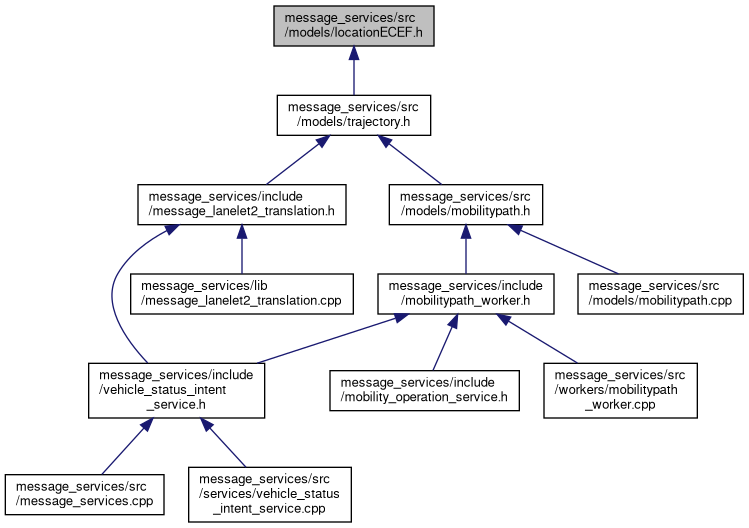 message_services/src
/models/locationECEF.h
message_services/src
/models/trajectory.h
message_services/include
/message_lanelet2_translation.h
message_services/src
/models/mobilitypath.h
message_services/lib
/message_lanelet2_translation.cpp
message_services/include
/mobilitypath_worker.h
message_services/src
/models/mobilitypath.cpp
message_services/include
/vehicle_status_intent
_service.h
message_services/include
/mobility_operation_service.h
message_services/src
/workers/mobilitypath
_worker.cpp
message_services/src
/message_services.cpp
message_services/src
/services/vehicle_status
_intent_service.cpp